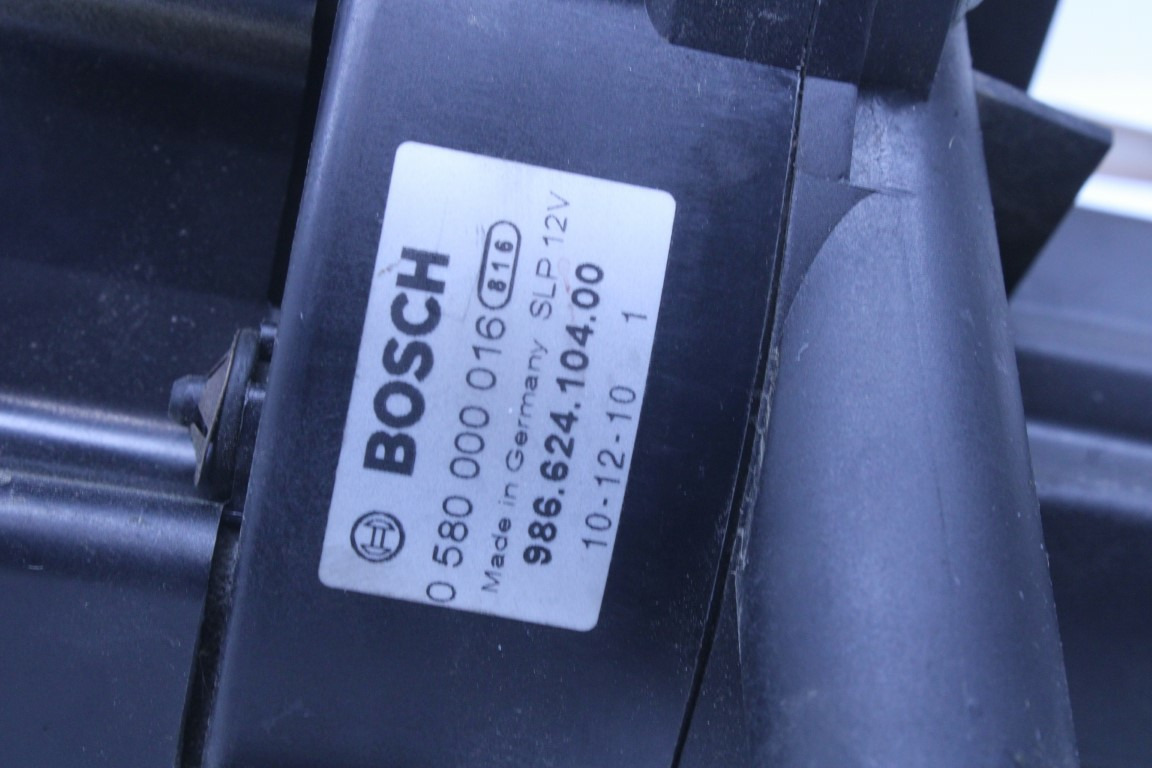 BOSCH
0 580 000 016 816
Made in Germany SLP 12V
986.624.104.00
10-12-10 1